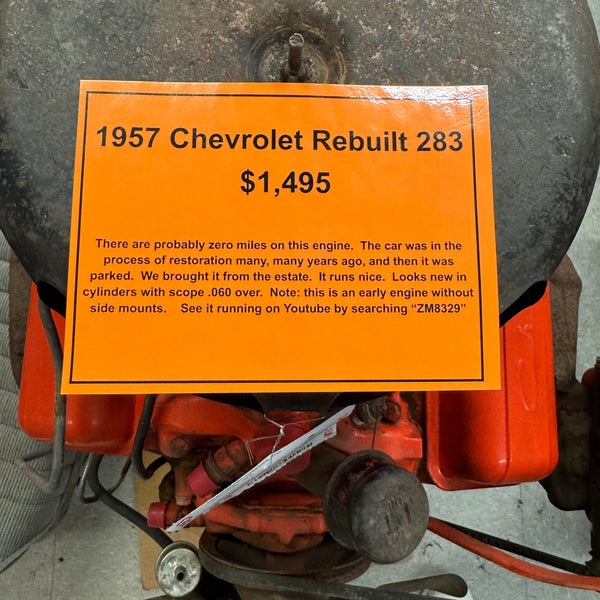 1957 Chevrolet Rebuilt 283
$1,495
There are probably zero miles on this engine.  The car was in the
process of restoration many, many years ago, and then it was
parked.  We brought it from the estate.  It runs nice.  Looks new in
cylinders with scope .060 over.  Note: this is an early engine without
side mounts.    See it running on Youtube by searching “ZM8329”